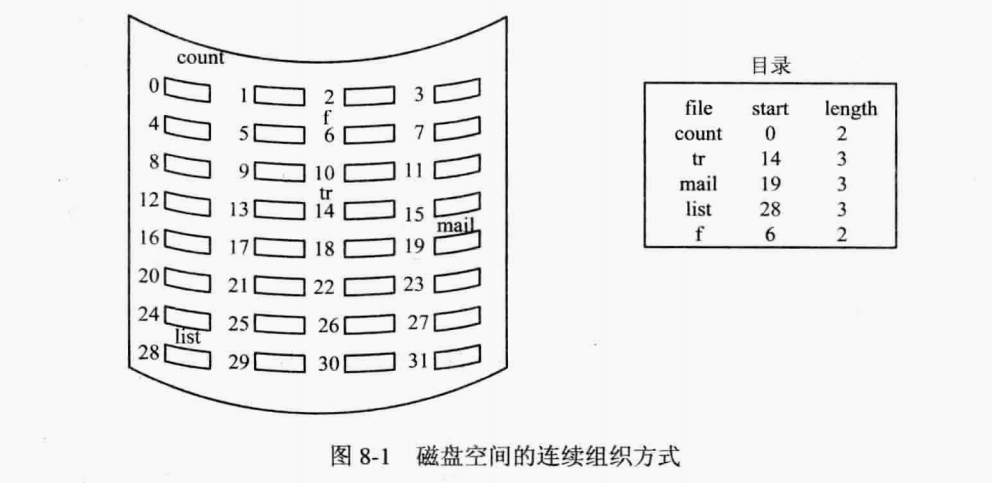 count
0 1 2 3
f
4 5 6 7
8 9 10 11
tr
12 13 14 15
mail
16 17 18 19
20 21 22 23
24 25 26 27
list
28 29 30 31
目录
file start length
count 0 2
tr 14 3
mail 19 3
list 28 3
f 6 2
图 8-1 磁盘空间的连续组织方式